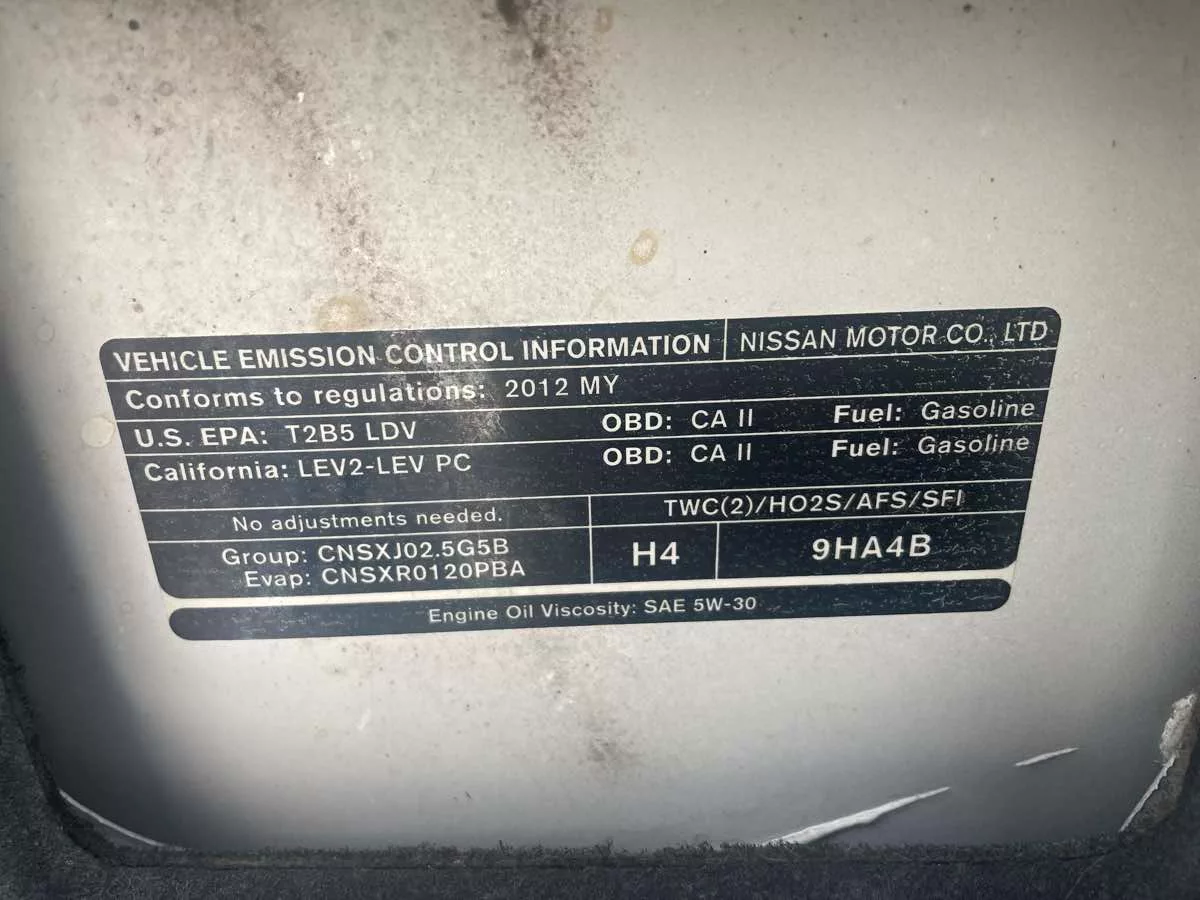 VEHICLE EMISSION CONTROL INFORMATION NISSAN MOTOR CO., LTD
Conforms to regulations: 2012 MY
U.S. EPA: T2B5 LDV OBD: CA II Fuel: Gasoline
California: LEV2-LEV PC OBD: CA II Fuel: Gasoline
No adjustments needed. TWC(2)/HO2S/AFS/SFI
Group: CNSXJ02.5G5B H4 9HA4B
Evap: CNSXR0120PBA
Engine Oil Viscosity: SAE 5W-30